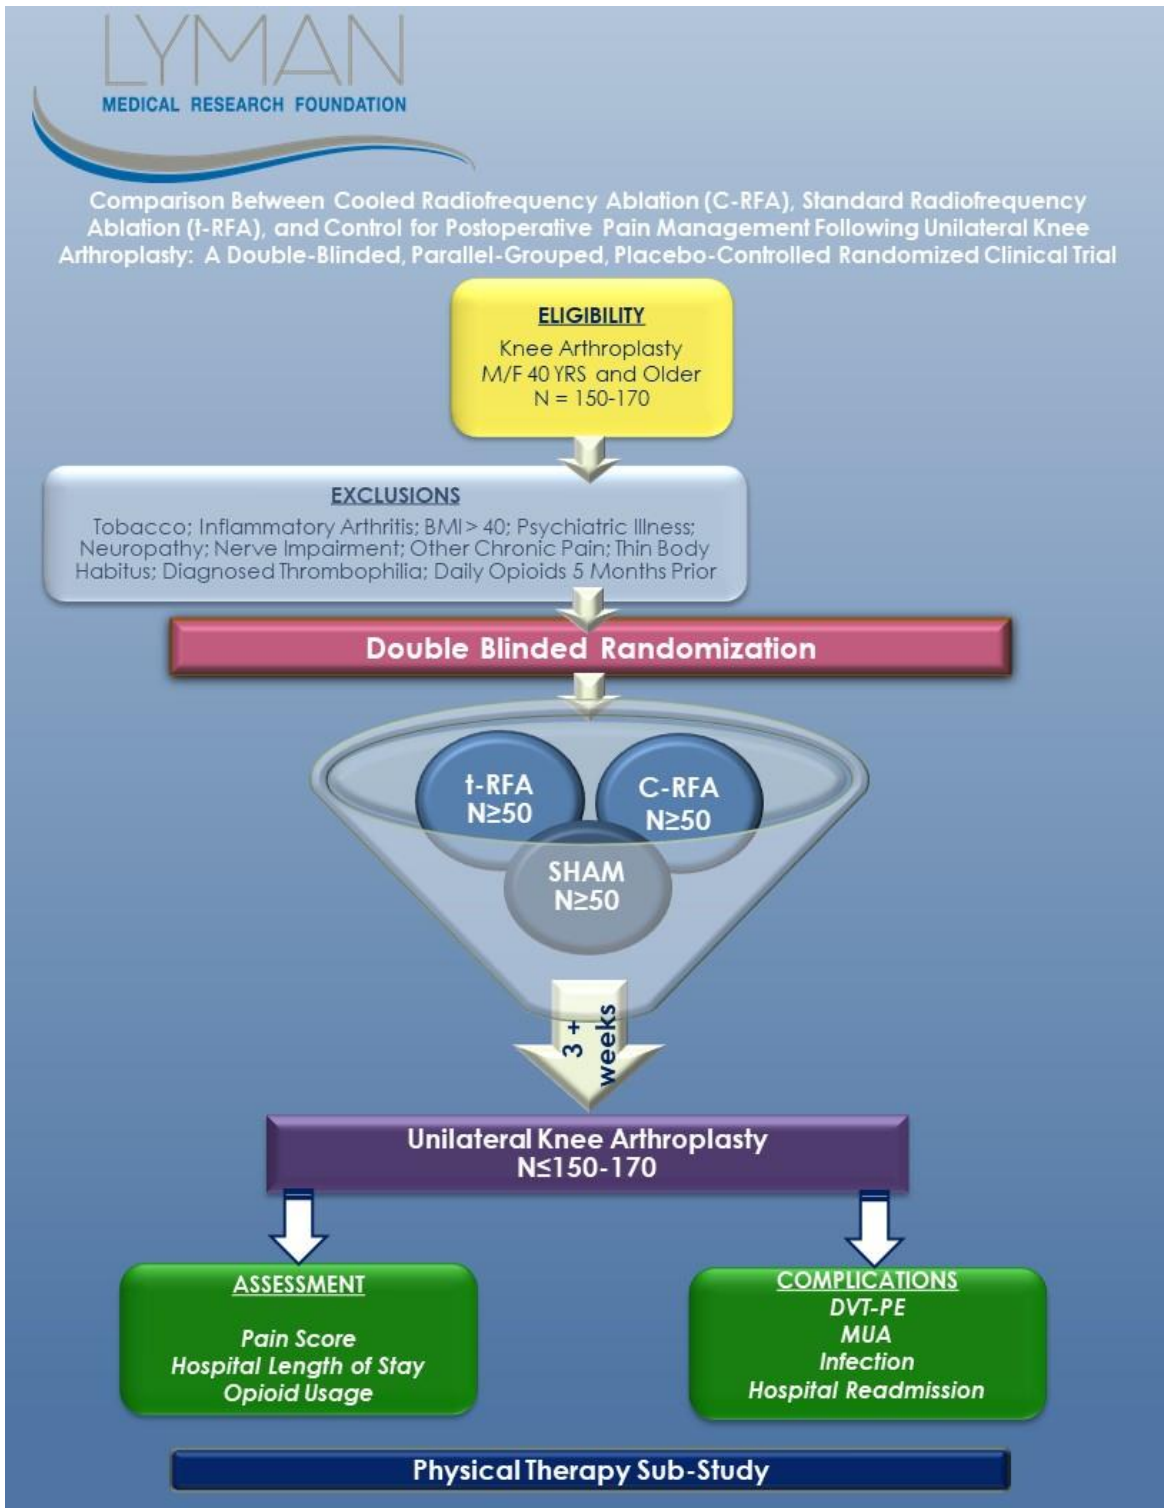 LYMAN
MEDICAL RESEARCH FOUNDATION
Comparison Between Cooled Radiofrequency Ablation (C-RFA), Standard Radiofrequency
Ablation (t-RFA), and Control for Postoperative Pain Management Following Unilateral Knee
Arthroplasty: A Double-Blinded, Parallel-Grouped, Placebo-Controlled Randomized Clinical Trial
ELIGIBILITY
Knee Arthroplasty
M/F 40 YRS and Older
N = 150-170
EXCLUSIONS
Tobacco; Inflammatory Arthritis; BMI > 40; Psychiatric Illness;
Neuropathy; Nerve Impairment; Other Chronic Pain; Thin Body
Habitus; Diagnosed Thrombophilia; Daily Opioids 5 Months Prior
Double Blinded Randomization
t-RFA
N≥50
C-RFA
N≥50
SHAM
N≥50
3 +
weeks
Unilateral Knee Arthroplasty
N≤150-170
ASSESSMENT
Pain Score
Hospital Length of Stay
Opioid Usage
COMPLICATIONS
DVT-PE
MUA
Infection
Hospital Readmission
Physical Therapy Sub-Study